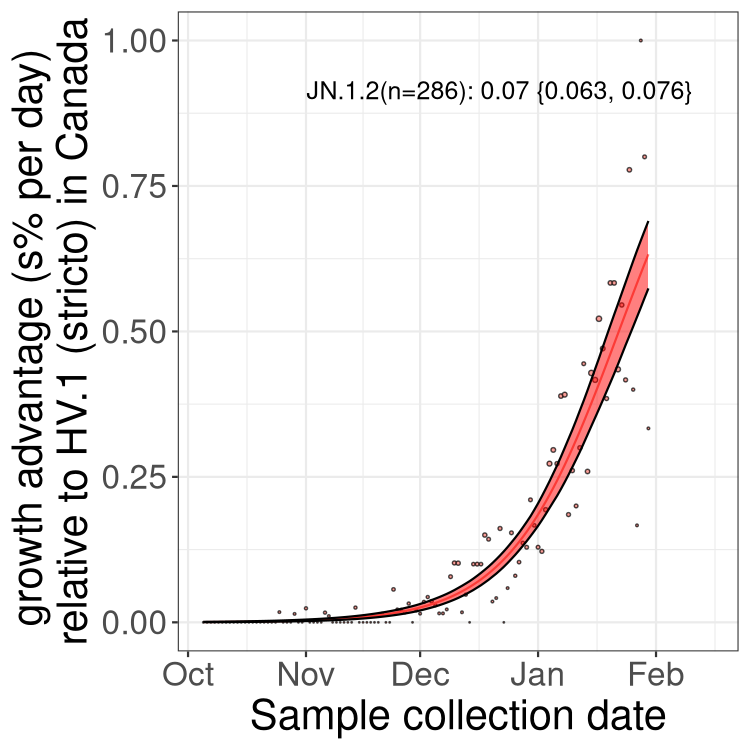 growth advantage (s% per day)
relative to HV.1 (stricto) in Canada
1.00
0.75
0.50
0.25
0.00
JN.1.2(n=286): 0.07 {0.063, 0.076}
Oct Nov Dec Jan Feb
Sample collection date